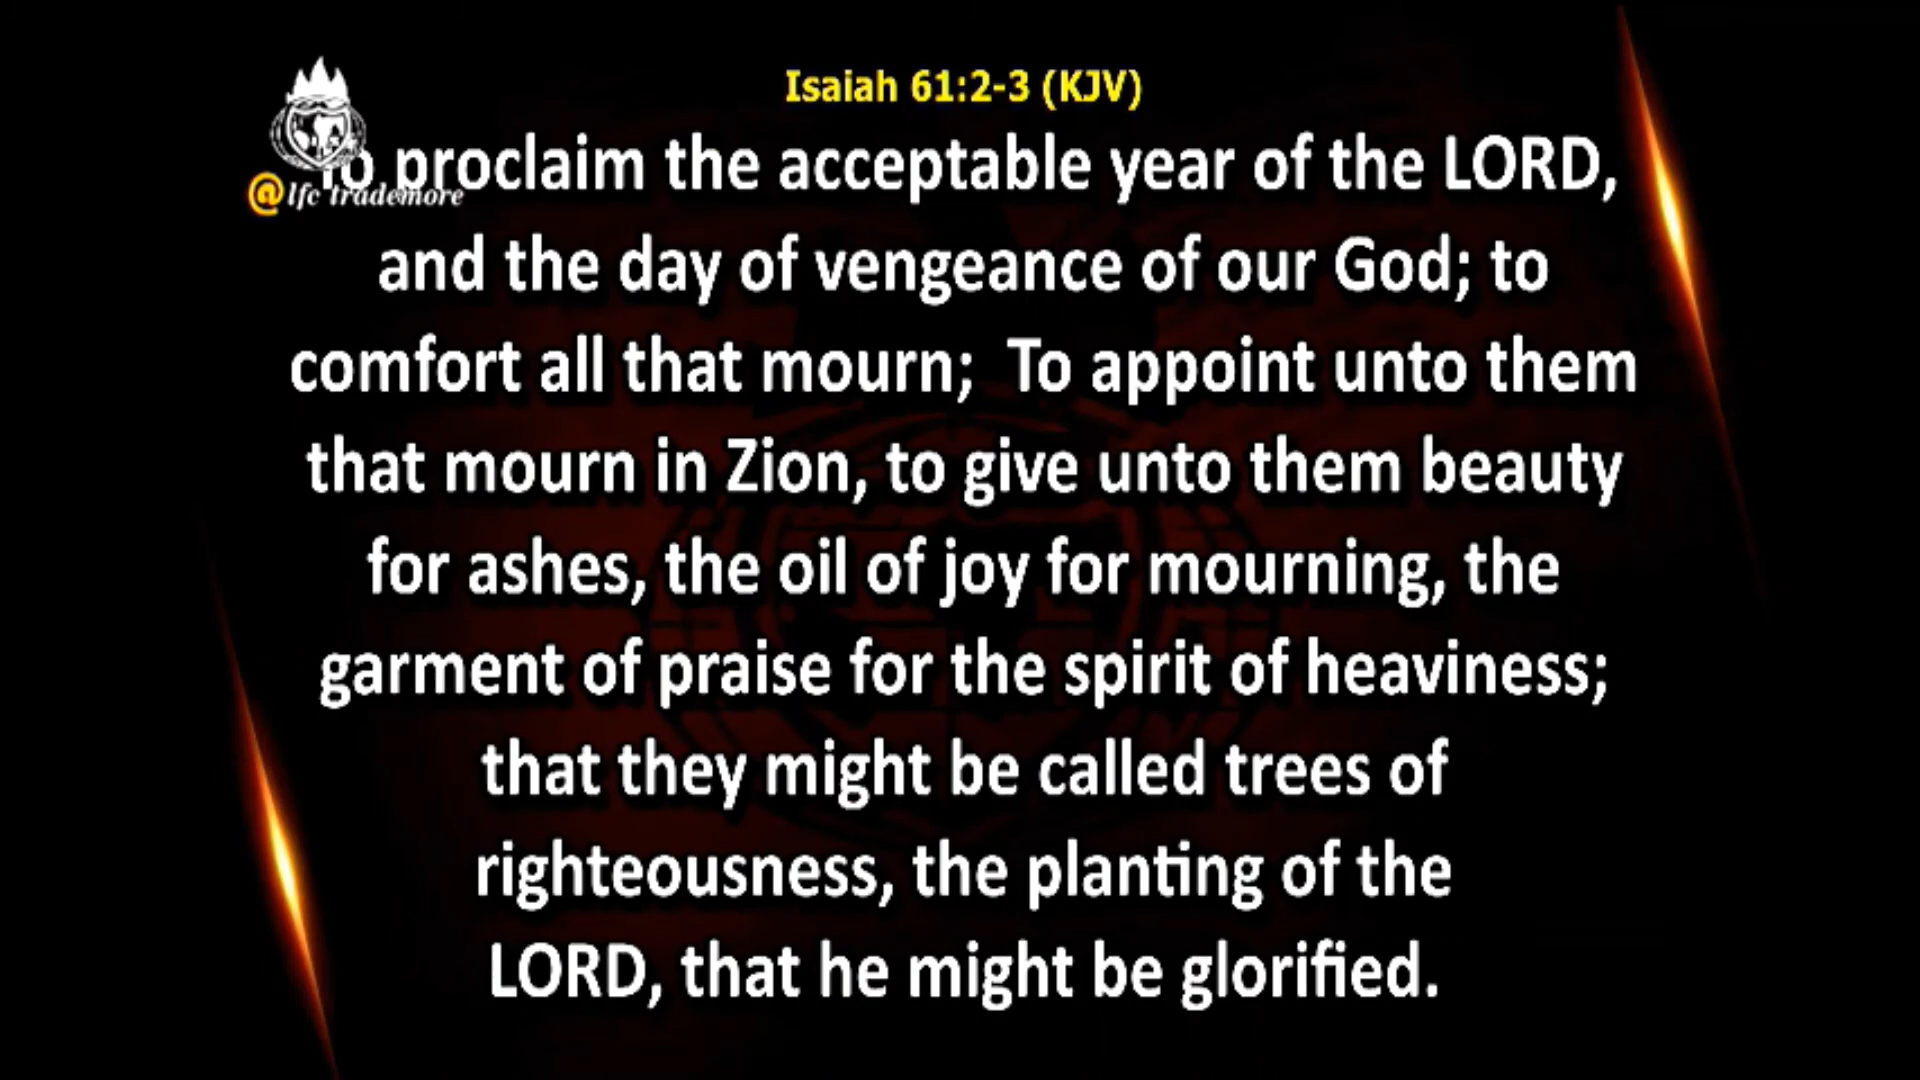 Isaiah 61:2-3 (KJV)
To proclaim the acceptable year of the LORD,
@lfc trademore
and the day of vengeance of our God; to
comfort all that mourn;  To appoint unto them
that mourn in Zion, to give unto them beauty
for ashes, the oil of joy for mourning, the
garment of praise for the spirit of heaviness;
that they might be called trees of
righteousness, the planting of the
LORD, that he might be glorified.